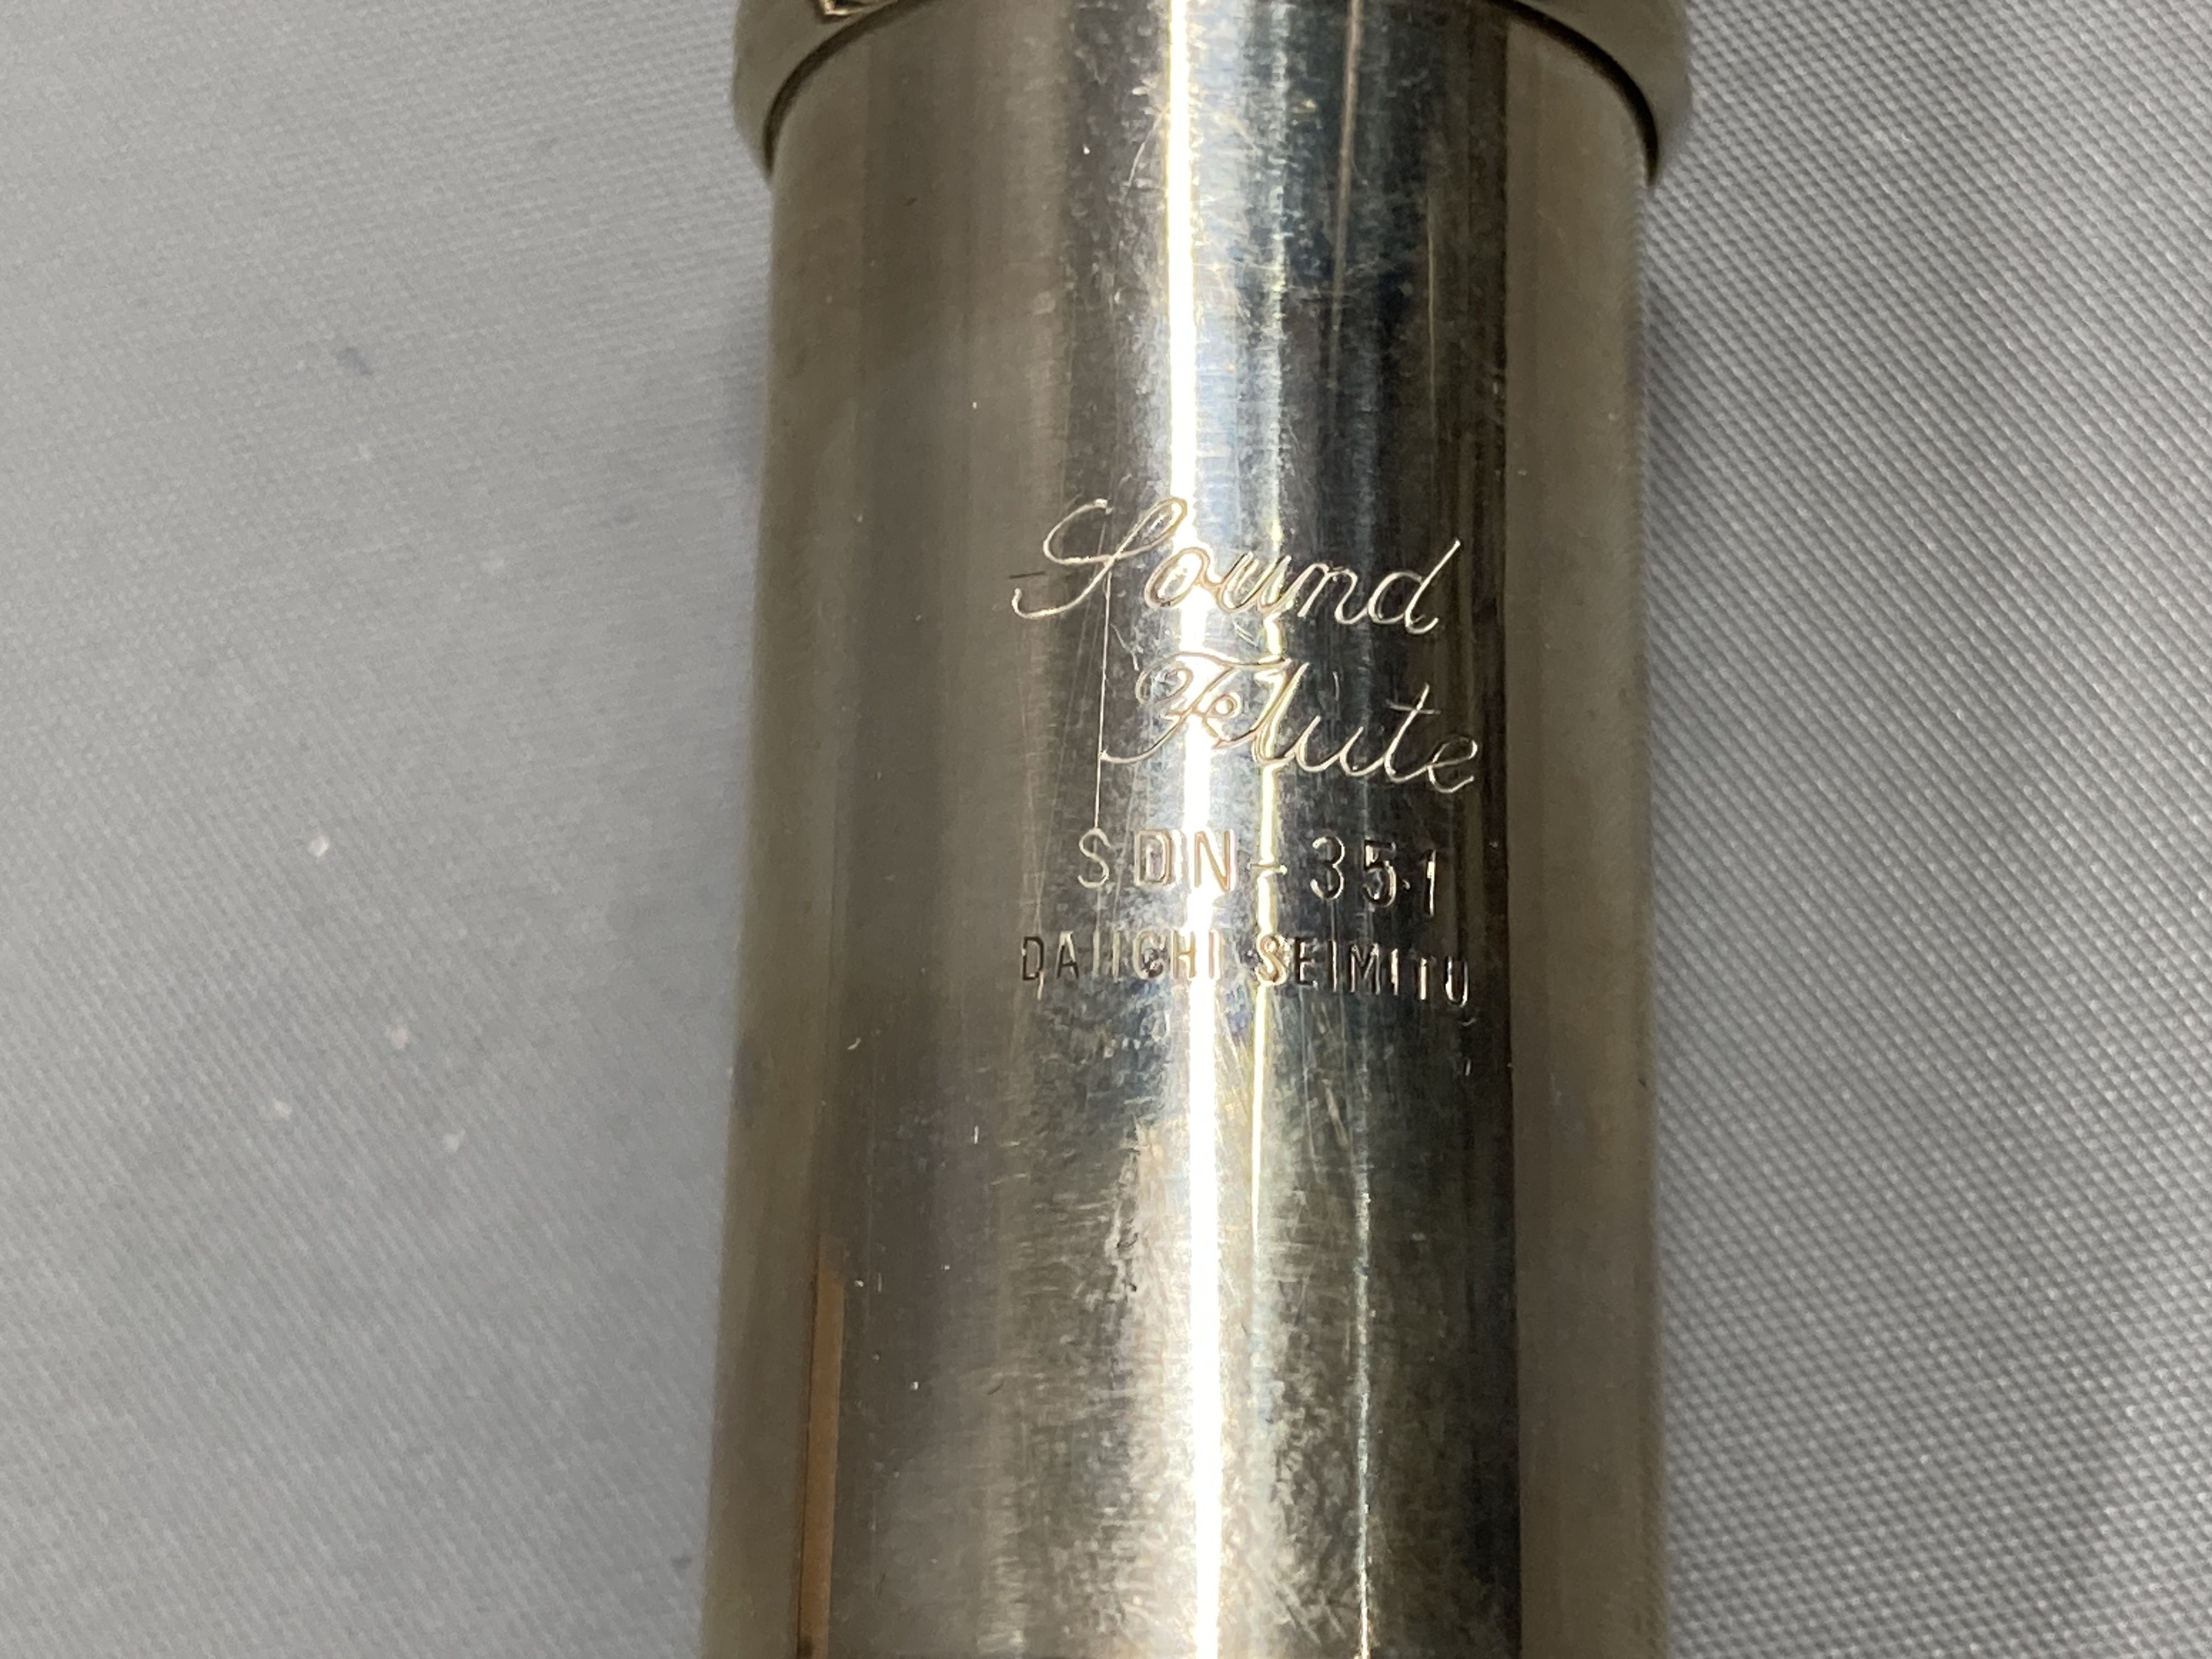 Sound
Flute
SDN-351
DAIICHI SEIMITU